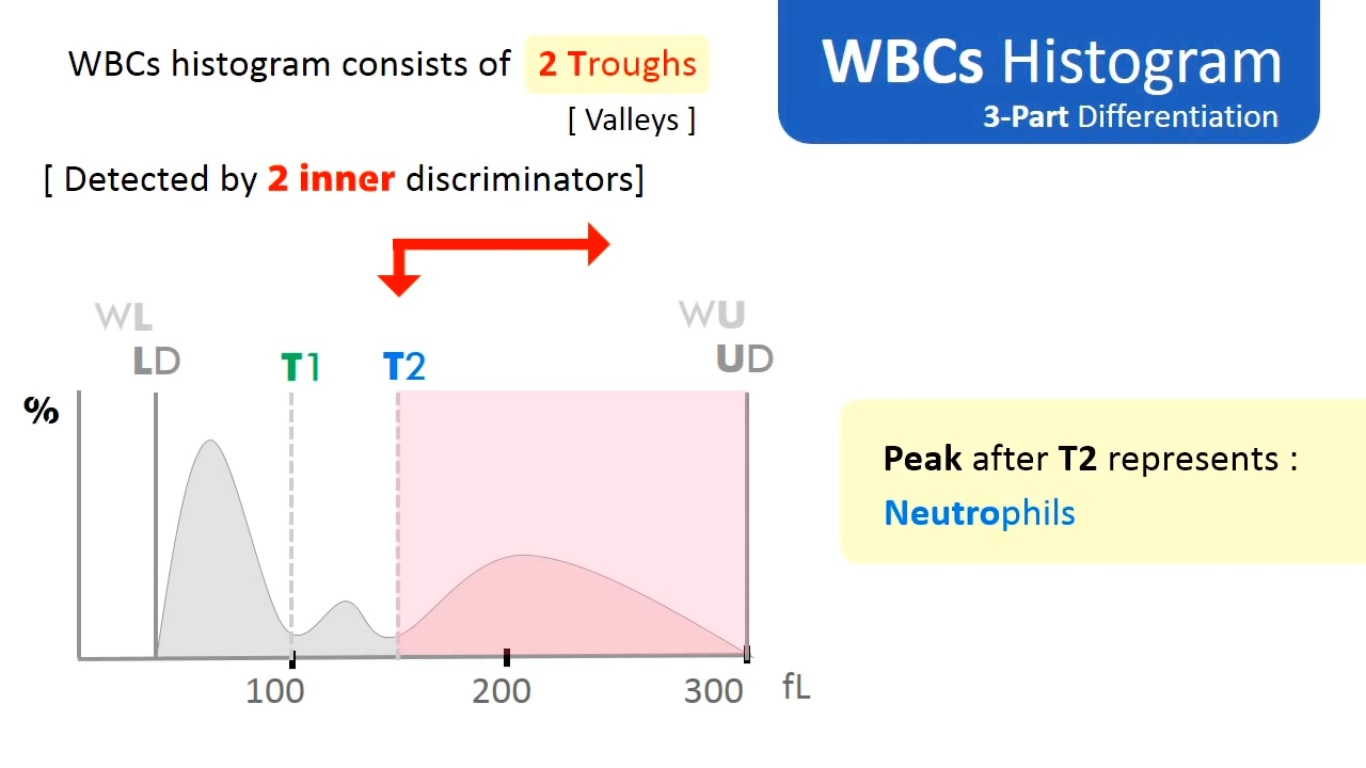 WBCs histogram consists of 2 Troughs
[ Valleys ]
[ Detected by 2 inner discriminators]
WBCs Histogram
3-Part Differentiation
WL
LD
T1
T2
WU
UD
%
100
200
300
fL
Peak after T2 represents :
Neutrophils